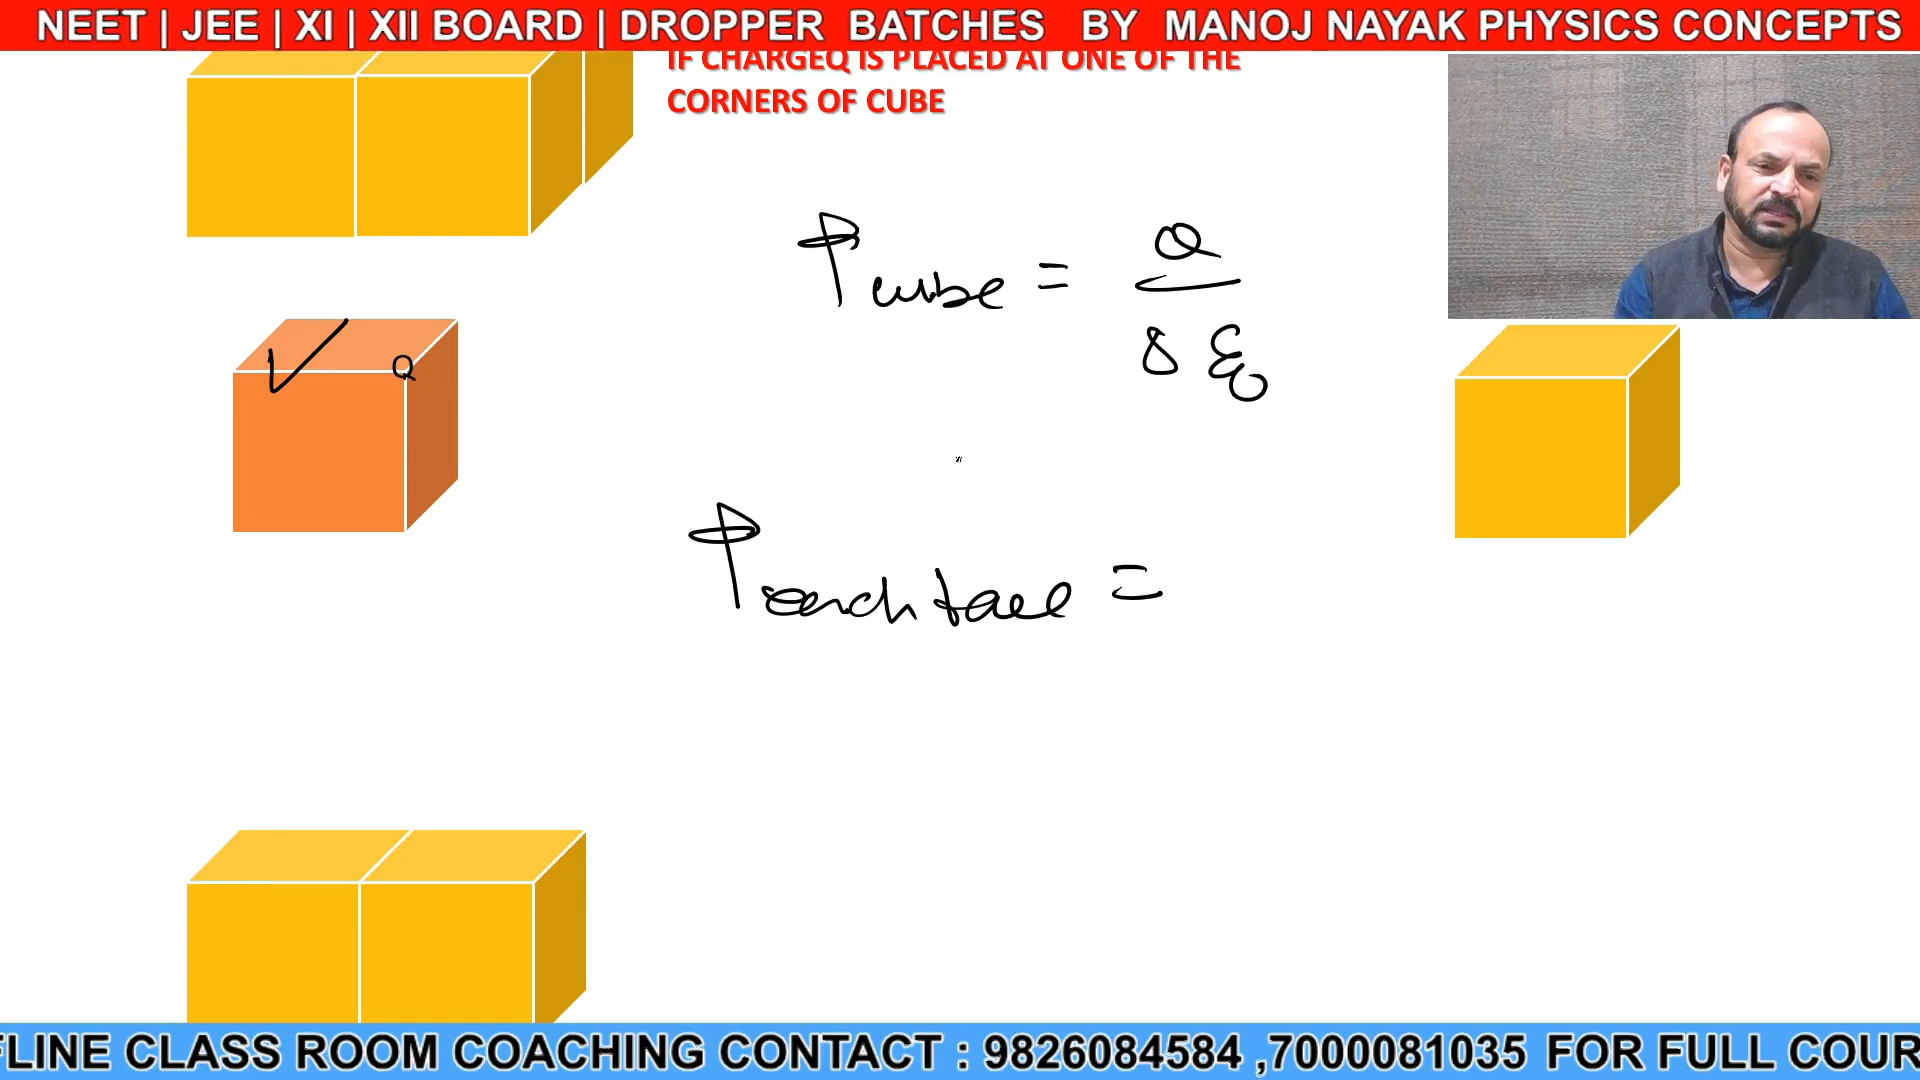 NEET | JEE | XI | XII BOARD | DROPPER BATCHES BY MANOJ NAYAK PHYSICS CONCEPTS
IF CHARGEQ IS PLACED AT ONE OF THE
CORNERS OF CUBE
Φcube = Q
8 ε0
Q
Φeach face =
FLINE CLASS ROOM COACHING CONTACT : 9826084584 ,7000081035 FOR FULL COUR